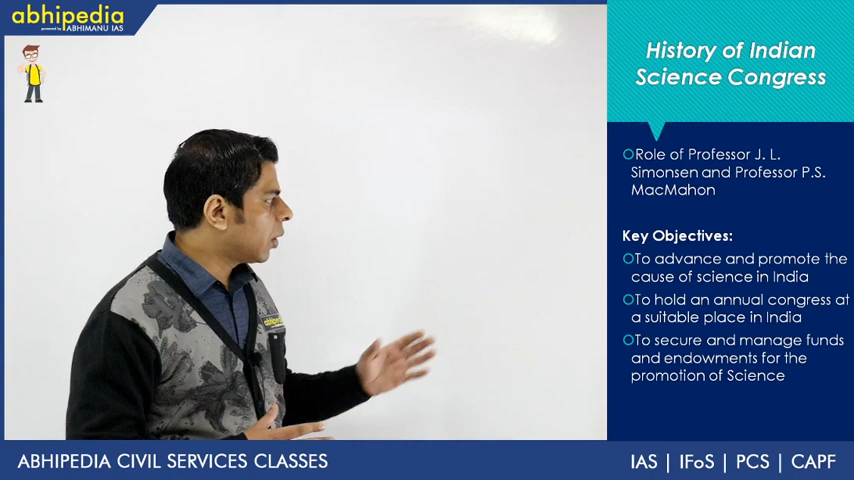 abhipedia
powered by ABHIMANU IAS
History of Indian
Science Congress
Role of Professor J. L.
Simonsen and Professor P.S.
MacMahon
Key Objectives:
To advance and promote the
cause of science in India
To hold an annual congress at
a suitable place in India
To secure and manage funds
and endowments for the
promotion of Science
abhipedia
ABHIPEDIA CIVIL SERVICES CLASSES
IAS | IFoS | PCS | CAPF